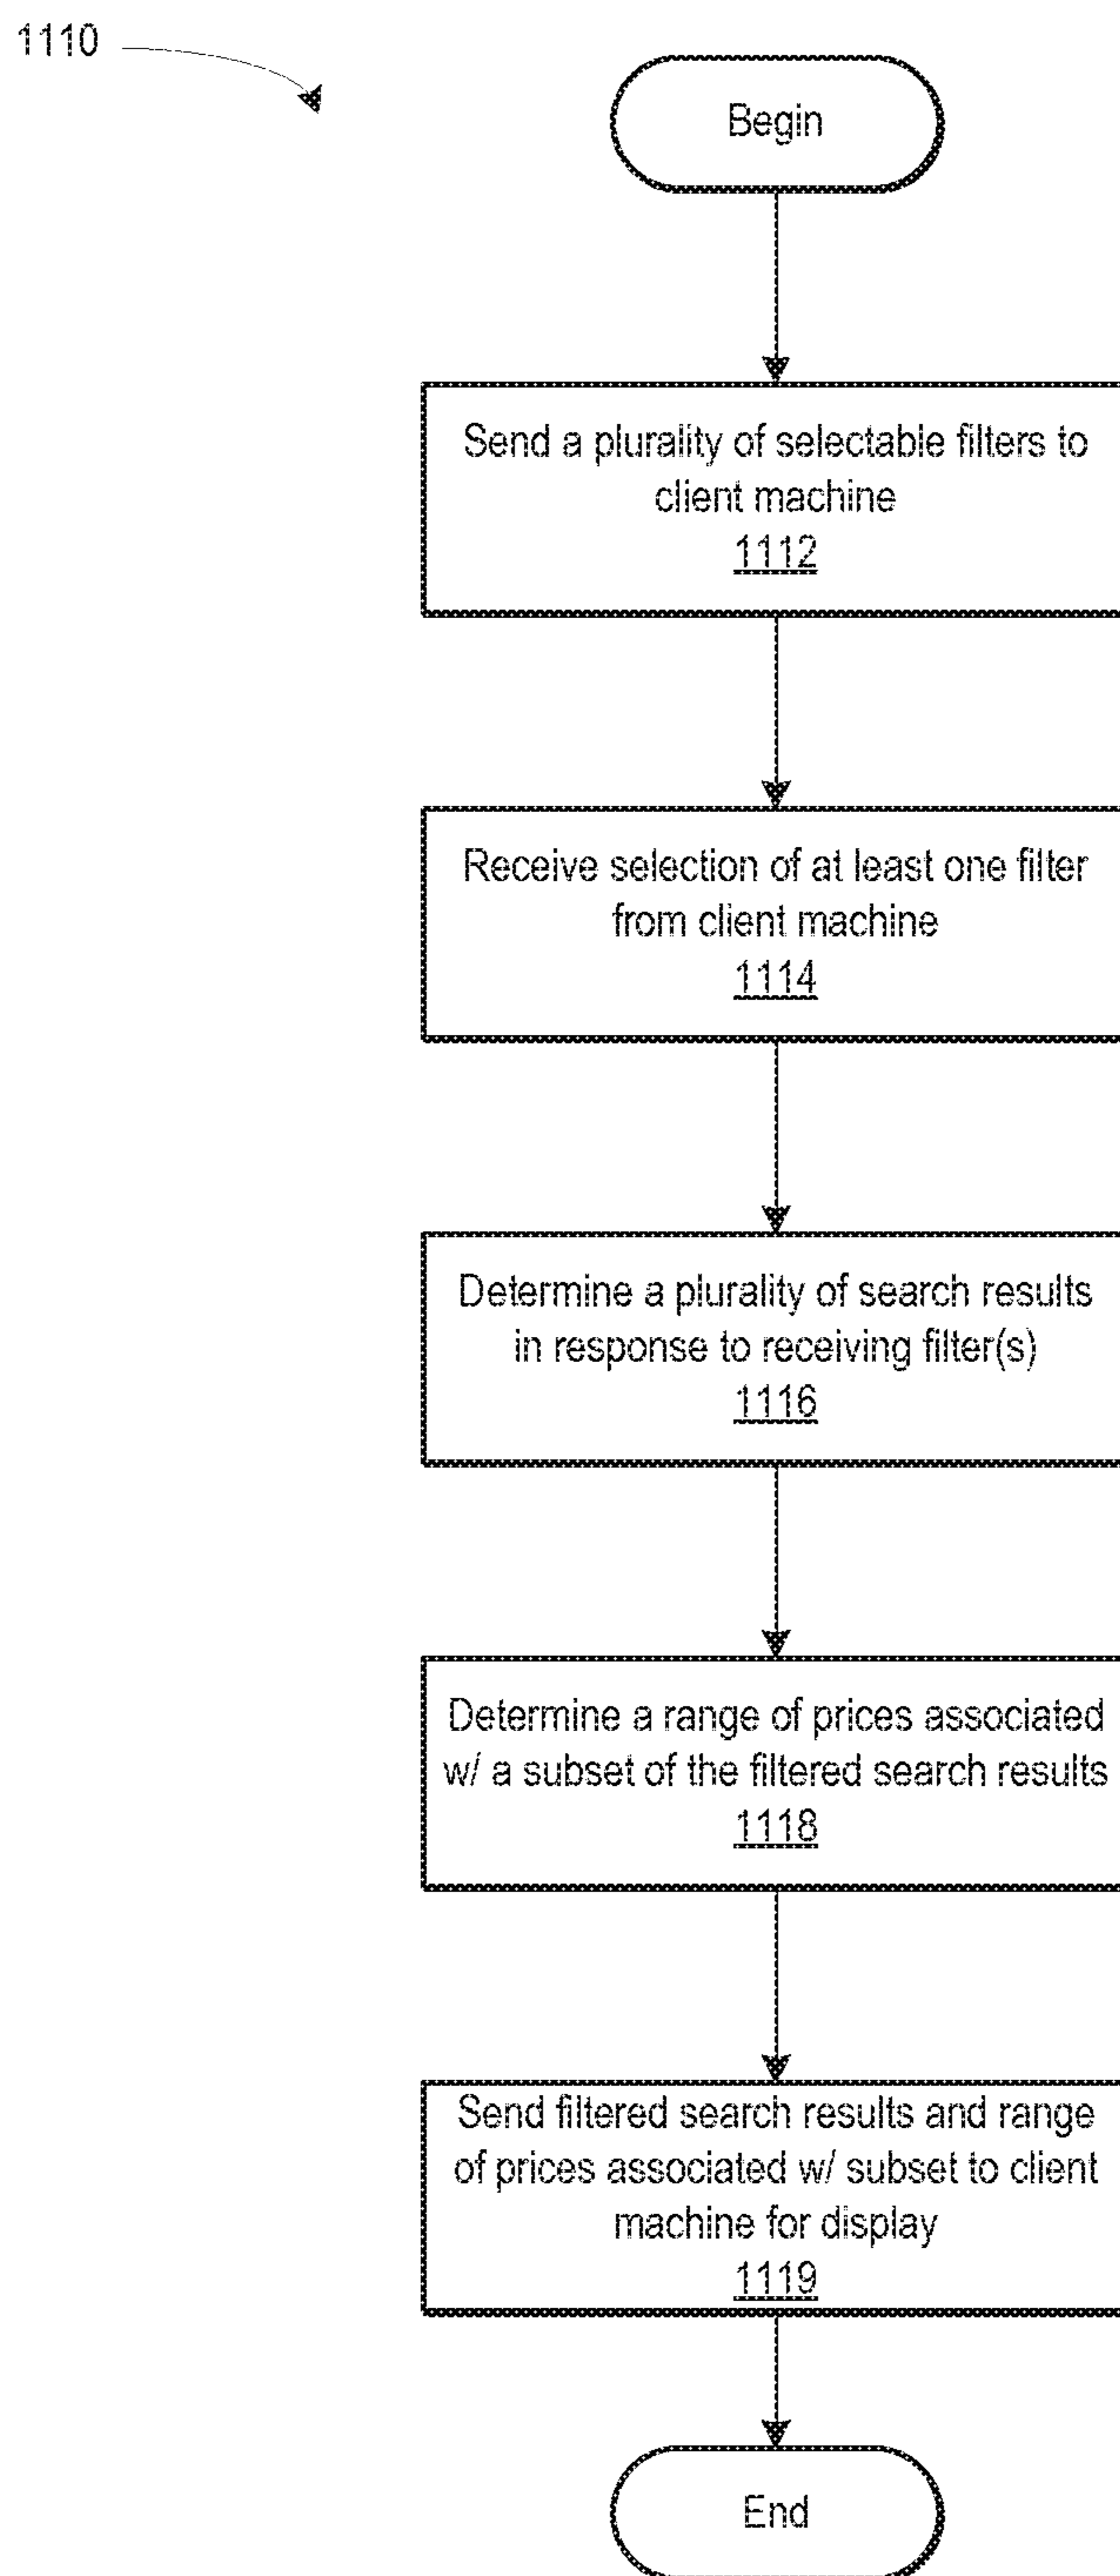 1110
Begin
Send a plurality of selectable filters to
client machine
1112
Receive selection of at least one filter
from client machine
1114
Determine a plurality of search results
in response to receiving filter(s)
1116
Determine a range of prices associated
w/ a subset of the filtered search results
1118
Send filtered search results and range
of prices associated w/ subset to client
machine for display
1119
End